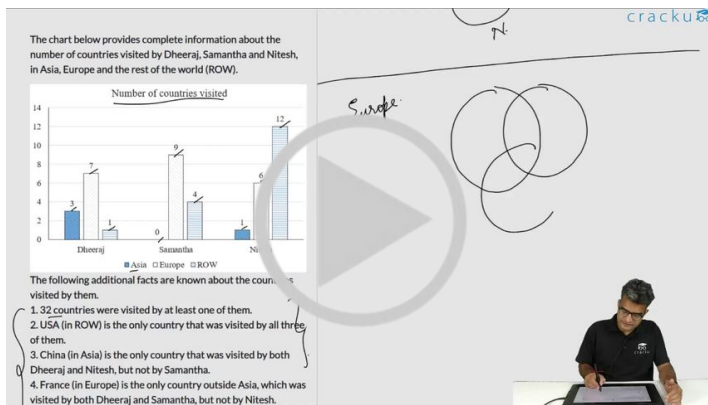 cracku
N.
The chart below provides complete information about the
number of countries visited by Dheeraj, Samantha and Nitesh,
in Asia, Europe and the rest of the world (ROW).
Number of countries visited
Europe.
14
12
10
8
6
4
2
0
3
7
1
0
9
4
1
6
12
Dheeraj
Samantha
Asia
Europe
ROW
The following additional facts are known about the
visited by them.
1. 32 countries were visited by at least one of them.
2. USA (in ROW) is the only country that was visited by all three
of them.
3. China (in Asia) is the only country that was visited by both
Dheeraj and Nitesh, but not by Samantha.
4. France (in Europe) is the only country outside Asia, which was
visited by both Dheeraj and Samantha, but not by Nitesh.